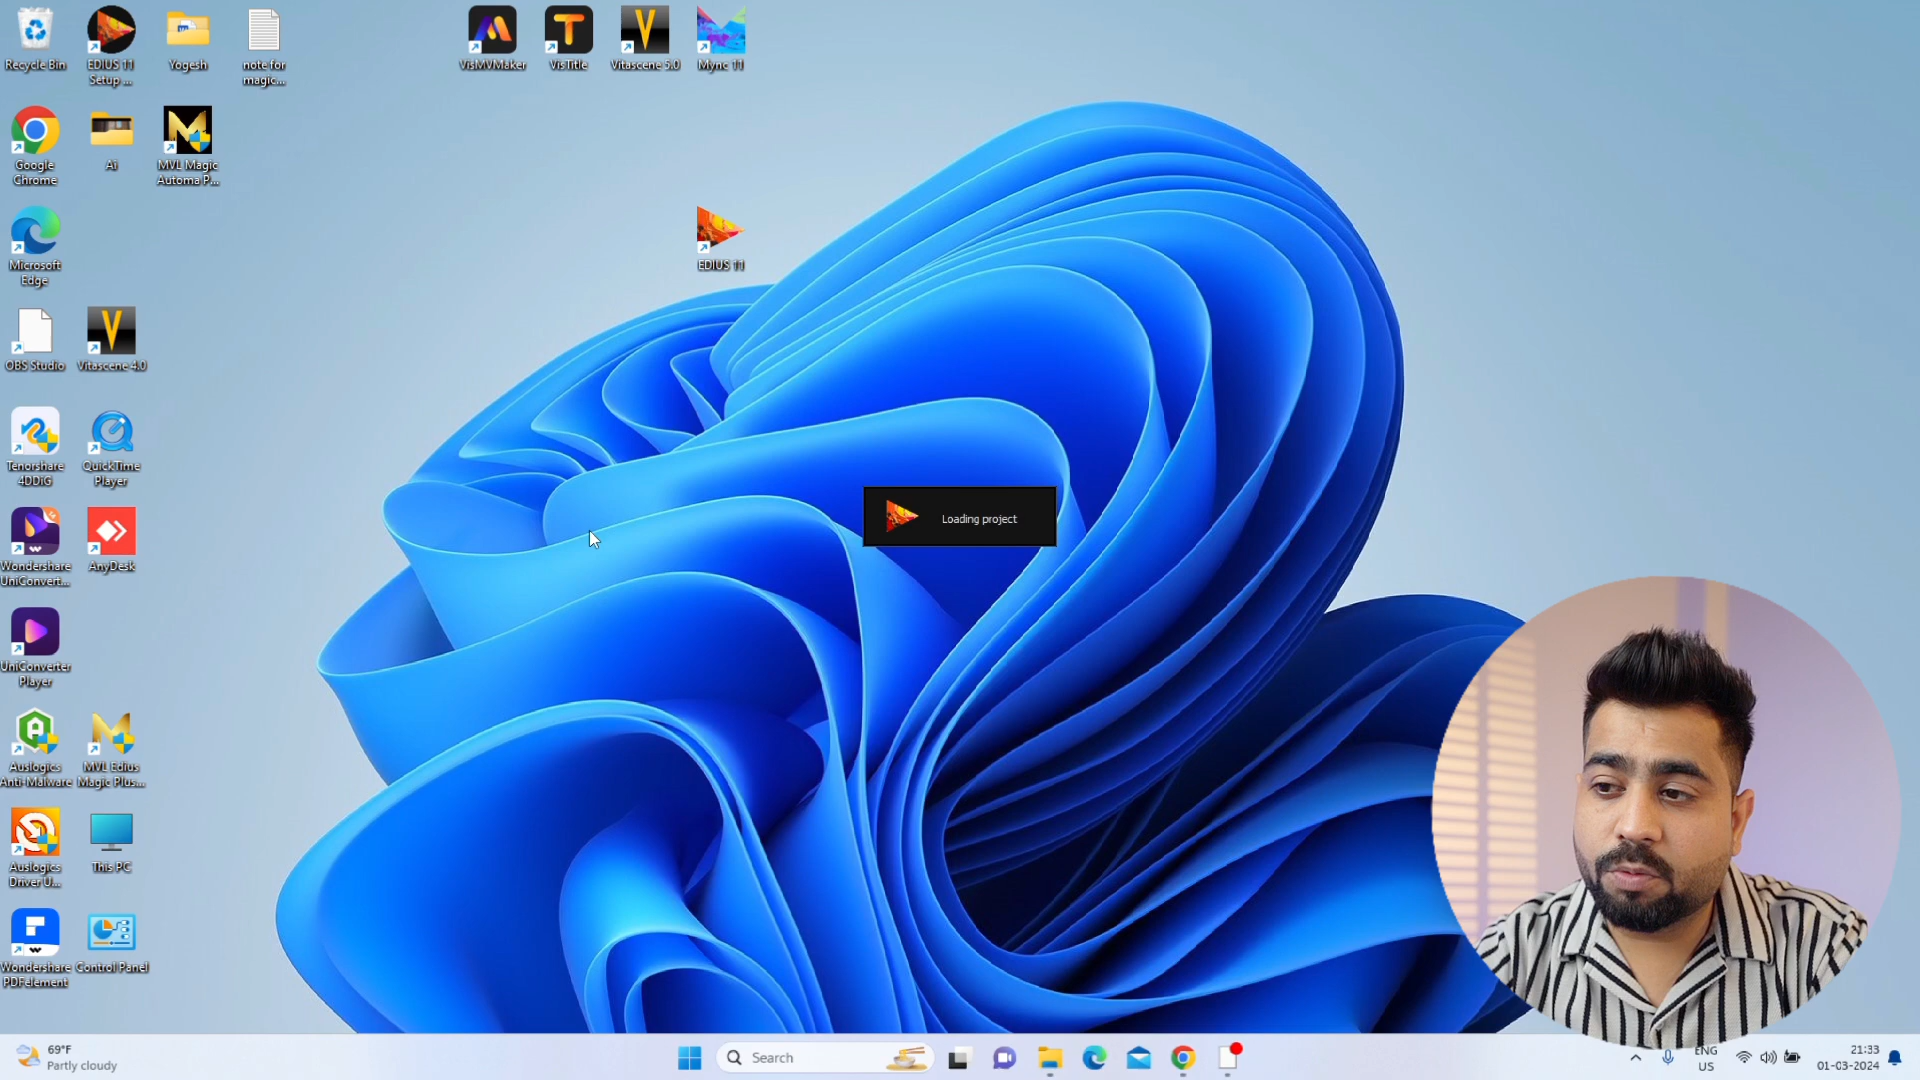 Recycle Bin
EDIUS 11
Setup ...
Yogesh
note for
magic...
VisMVMaker
VisTitle
Vitascene 5.0
Mync 11
Google
Chrome
Ai
MVL Magic
Automa P...
EDIUS 11
Microsoft
Edge
OBS Studio
Vitascene 4.0
Tenorshare
4DDiG
QuickTime
Player
Loading project
Wondershare
UniConvert...
AnyDesk
UniConverter
Player
Auslogics
Anti-Malware
MVL Edius
Magic Plus...
Auslogics
Driver U...
This PC
Wondershare
PDFelement
Control Panel
69°F
Partly cloudy
Search
ENG
US
21:33
01-03-2024